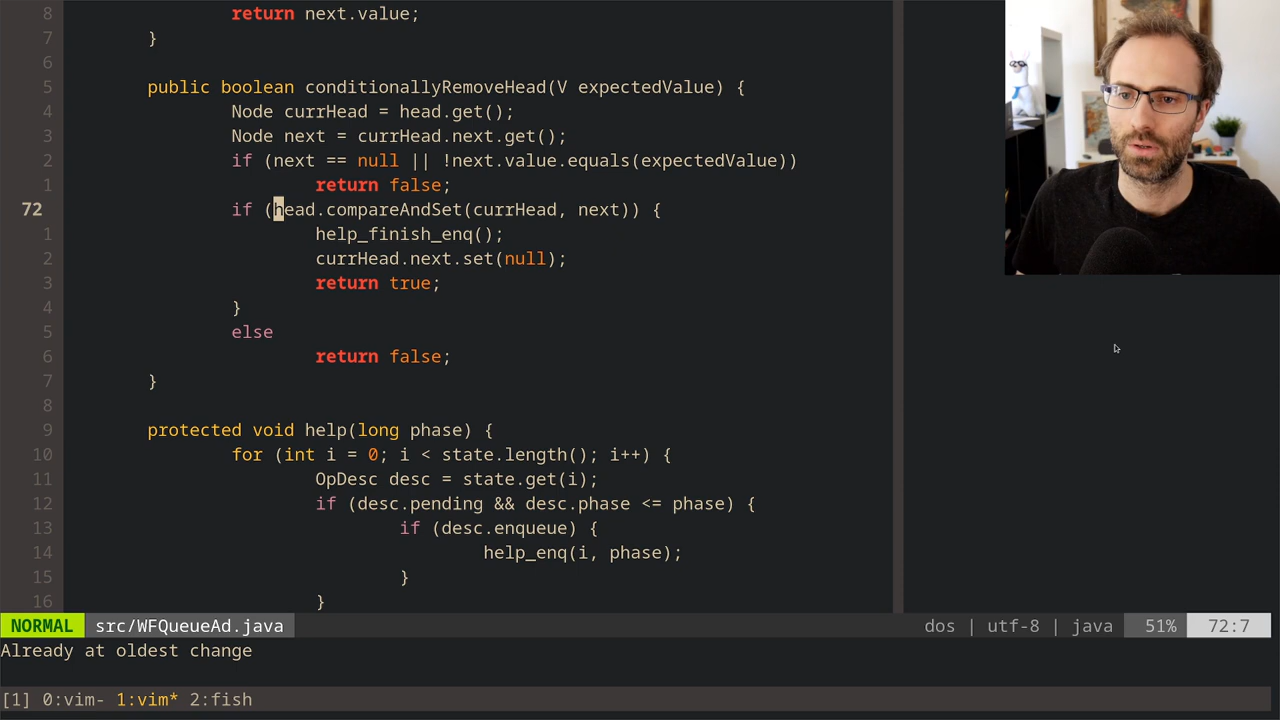 8 return next.value;
7 }
6
5 public boolean conditionallyRemoveHead(V expectedValue) {
4 Node currHead = head.get();
3 Node next = currHead.next.get();
2 if (next == null || !next.value.equals(expectedValue))
1 return false;
72 if (head.compareAndSet(currHead, next)) {
1 help_finish_enq();
2 currHead.next.set(null);
3 return true;
4 }
5 else
6 return false;
7 }
8
9 protected void help(long phase) {
10 for (int i = 0; i < state.length(); i++) {
11 OpDesc desc = state.get(i);
12 if (desc.pending && desc.phase <= phase) {
13 if (desc.enqueue) {
14 help_enq(i, phase);
15 }
16 }
NORMAL src/WFQueueAd.java dos | utf-8 | java 51% 72:7
Already at oldest change
[1] 0:vim- 1:vim* 2:fish